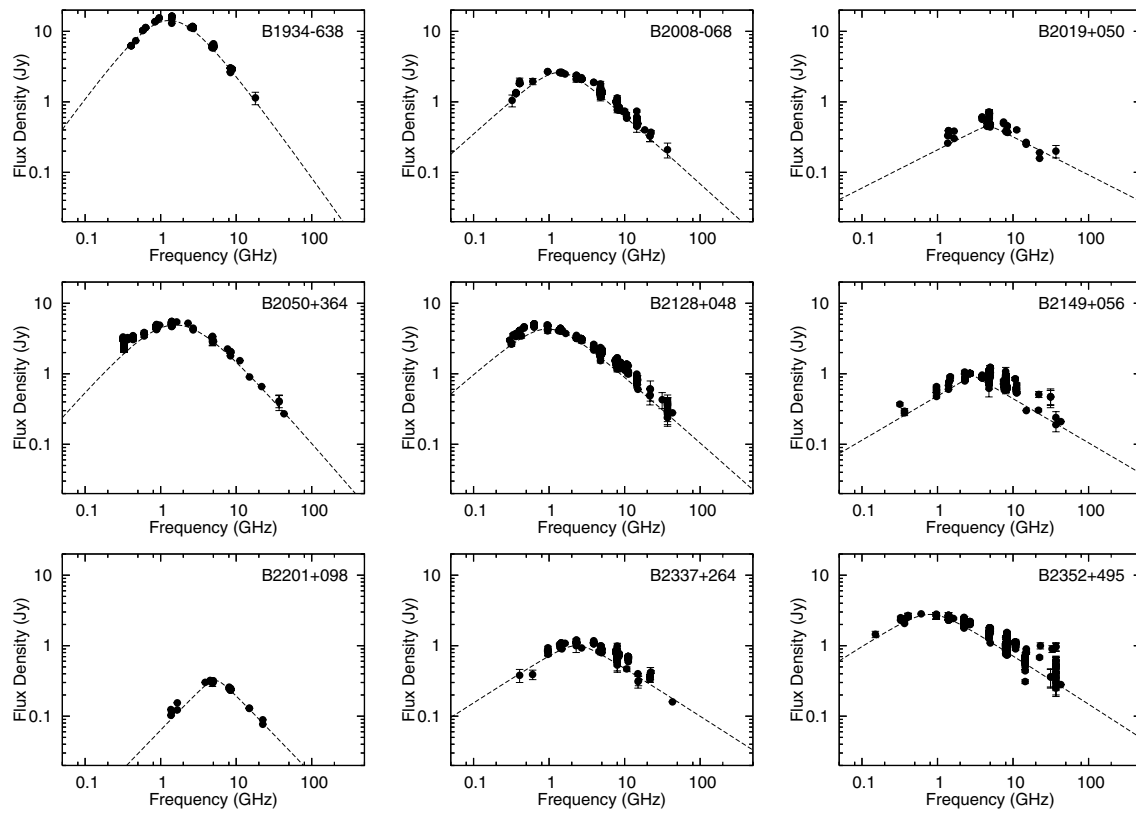 B1934-638
10
1
0.1
Flux Density (Jy)
0.1 1 10 100
Frequency (GHz)
B2008-068
10
1
0.1
Flux Density (Jy)
0.1 1 10 100
Frequency (GHz)
B2019+050
10
1
0.1
Flux Density (Jy)
0.1 1 10 100
Frequency (GHz)
B2050+364
10
1
0.1
Flux Density (Jy)
0.1 1 10 100
Frequency (GHz)
B2128+048
10
1
0.1
Flux Density (Jy)
0.1 1 10 100
Frequency (GHz)
B2149+056
10
1
0.1
Flux Density (Jy)
0.1 1 10 100
Frequency (GHz)
B2201+098
10
1
0.1
Flux Density (Jy)
0.1 1 10 100
Frequency (GHz)
B2337+264
10
1
0.1
Flux Density (Jy)
0.1 1 10 100
Frequency (GHz)
B2352+495
10
1
0.1
Flux Density (Jy)
0.1 1 10 100
Frequency (GHz)